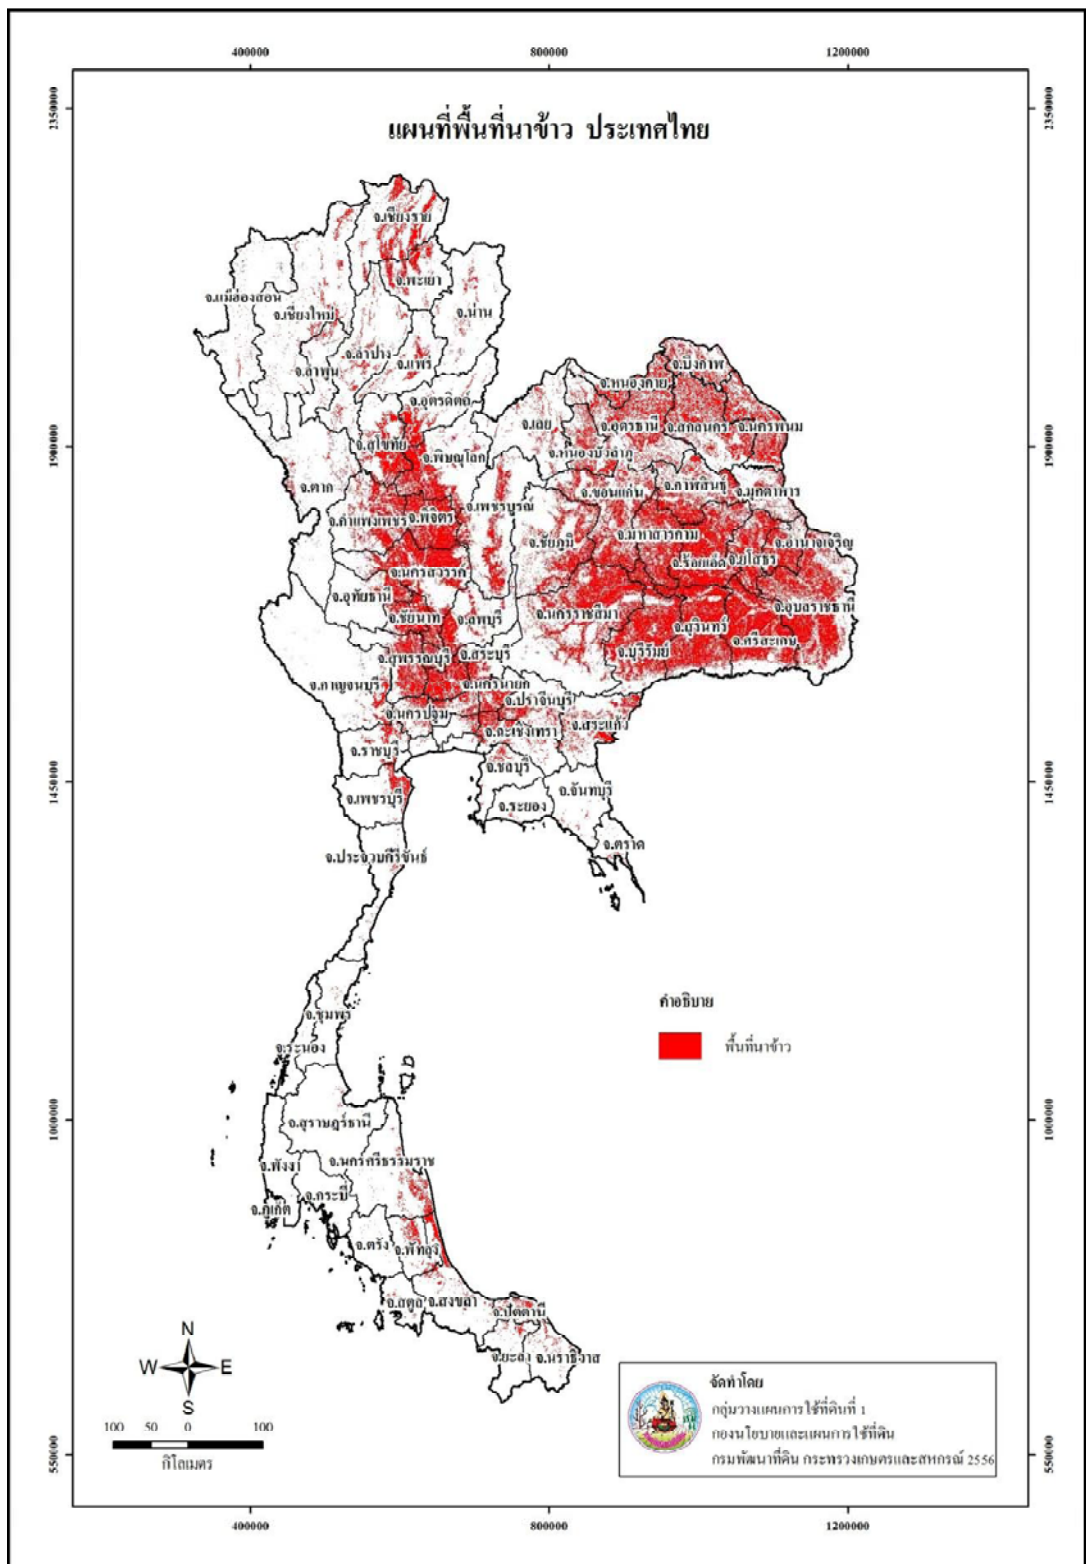 400000 800000 1200000
2350000 2350000
แผนที่พื้นที่นาข้าว ประเทศไทย
จ.เชียงราย
จ.พะเยา
จ.แม่ฮ่องสอน
จ.เชียงใหม่
จ.น่าน
จ.ลำปาง
จ.แพร่
จ.ลำพูน
จ.บึงกาฬ
จ.หนองคาย
จ.อุตรดิตถ์
จ.เลย
จ.อุดรธานี
จ.สกลนคร
จ.นครพนม
1900000 1900000
จ.สุโขทัย
จ.พิษณุโลก
จ.หนองบัวลำภู
จ.ตาก
จ.ขอนแก่น
จ.กาฬสินธุ์
จ.มุกดาหาร
จ.เพชรบูรณ์
จ.กำแพงเพชร
จ.พิจิตร
จ.ชัยภูมิ
จ.มหาสารคาม
จ.อำนาจเจริญ
จ.ร้อยเอ็ด
จ.ยโสธร
จ.นครสวรรค์
จ.อุทัยธานี
จ.ชัยนาท
จ.ลพบุรี
จ.นครราชสีมา
จ.อุบลราชธานี
จ.สุรินทร์
จ.ศรีสะเกษ
จ.บุรีรัมย์
จ.สุพรรณบุรี
จ.สระบุรี
จ.กาญจนบุรี
จ.นครนายก
จ.ปราจีนบุรี
จ.นครปฐม
จ.ฉะเชิงเทรา
จ.สระแก้ว
จ.ราชบุรี
จ.ชลบุรี
1450000 1450000
จ.เพชรบุรี
จ.ระยอง
จ.จันทบุรี
จ.ตราด
จ.ประจวบคีรีขันธ์
คำอธิบาย
พื้นที่นาข้าว
จ.ชุมพร
จ.ระนอง
1000000 1000000
จ.สุราษฎร์ธานี
จ.พังงา
จ.นครศรีธรรมราช
จ.กระบี่
จ.ภูเก็ต
จ.ตรัง
จ.พัทลุง
จ.สตูล
จ.สงขลา
จ.ปัตตานี
จ.ยะลา
จ.นราธิวาส
N
W E
S
100 50 0 100
กิโลเมตร
จัดทำโดย
กลุ่มวางแผนการใช้ที่ดินที่ 1
กองนโยบายและแผนการใช้ที่ดิน
กรมพัฒนาที่ดิน กระทรวงเกษตรและสหกรณ์ 2556
550000 550000
400000 800000 1200000